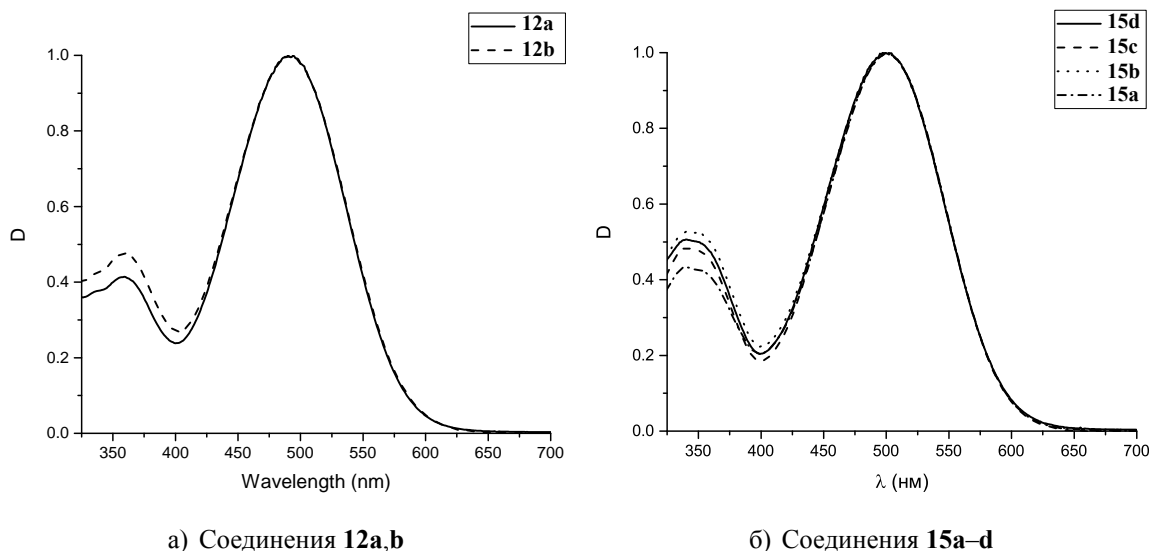 12a
12b
1.0
0.8
0.6
0.4
0.2
0.0
D
350 400 450 500 550 600 650 700
Wavelength (nm)
а) Соединения 12a,b
15d
15c
15b
15a
1.0
0.8
0.6
0.4
0.2
0.0
D
350 400 450 500 550 600 650 700
λ (нм)
б) Соединения 15a–d